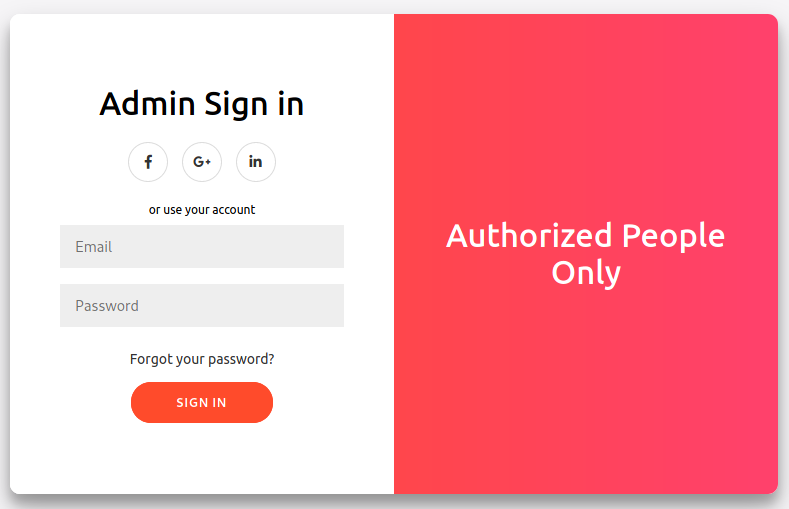 Admin Sign in
f G+ in
or use your account
Email
Password
Forgot your password?
SIGN IN
Authorized People
Only